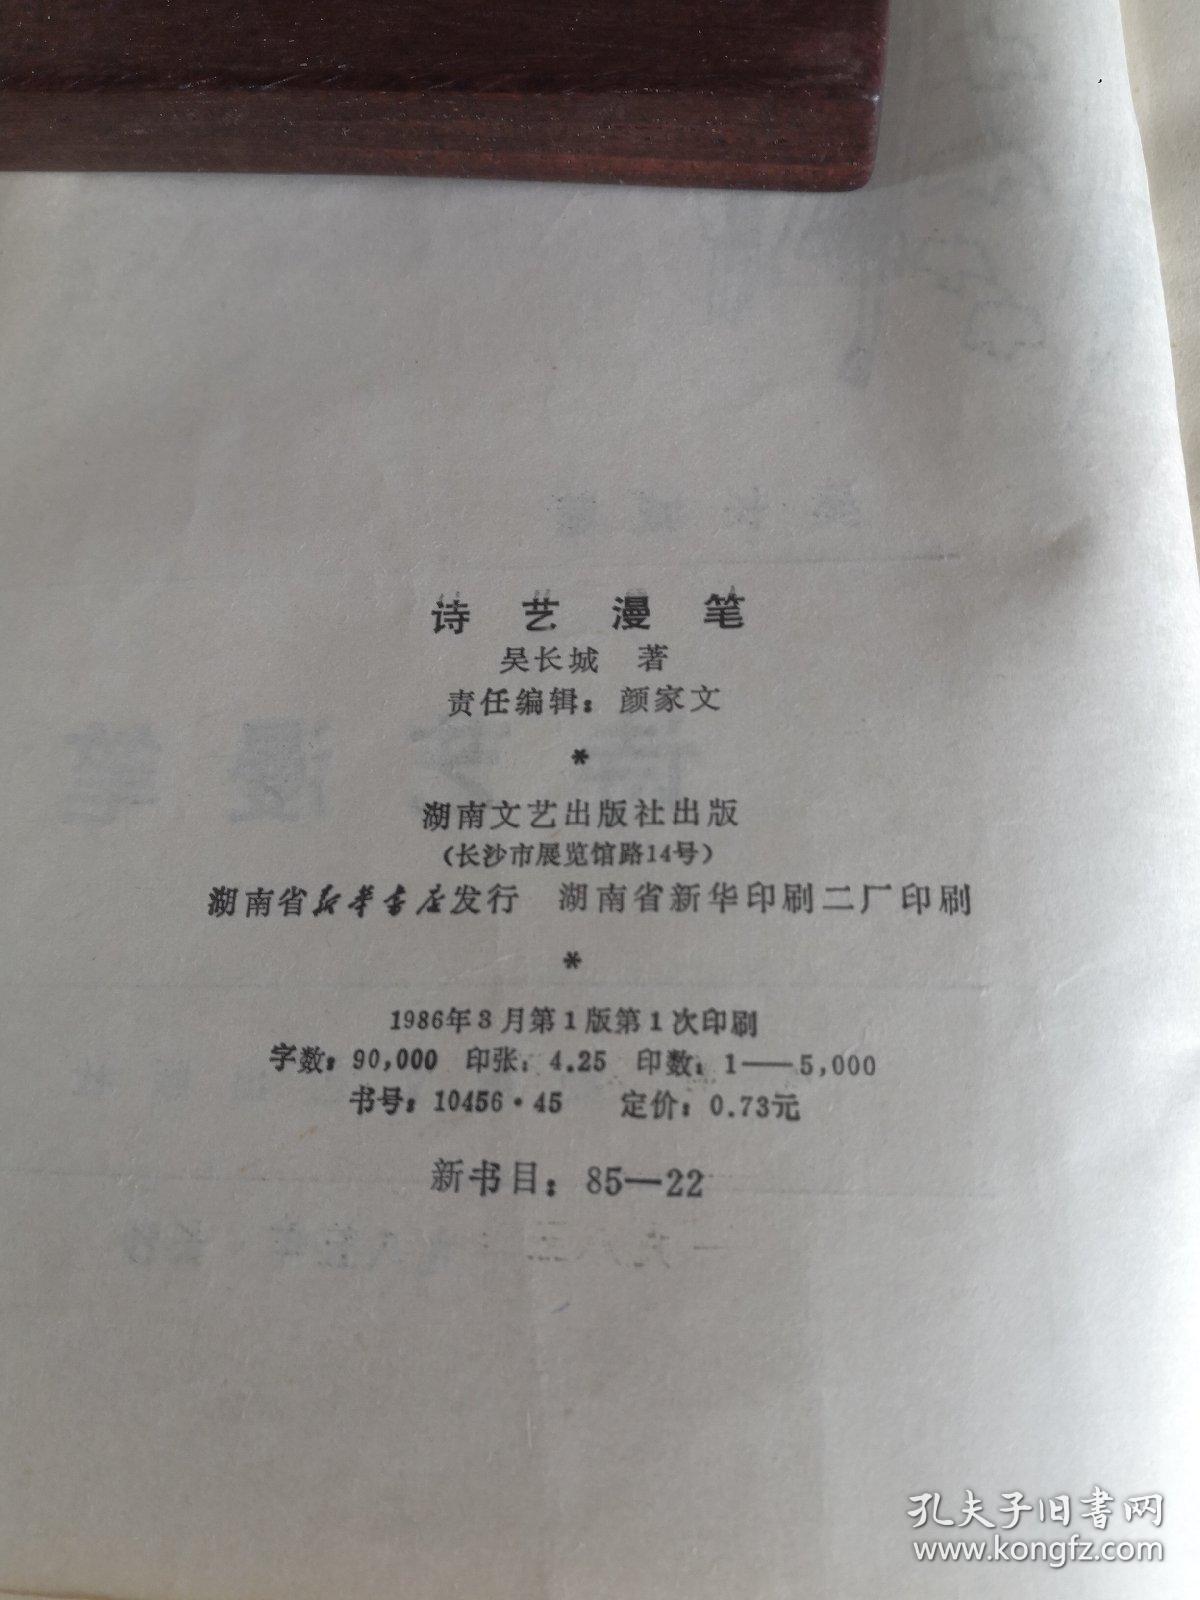 诗艺漫笔
吴长城 著
责任编辑：颜家文
*
湖南文艺出版社出版
（长沙市展览馆路14号）
湖南省新华书店发行 湖南省新华印刷二厂印刷
*
1986年3月第1版第1次印刷
字数：90,000 印张：4.25 印数：1——5,000
书号：10456·45 定价：0.73元
新书目：85—22
孔夫子旧书网
www.kongfz.com